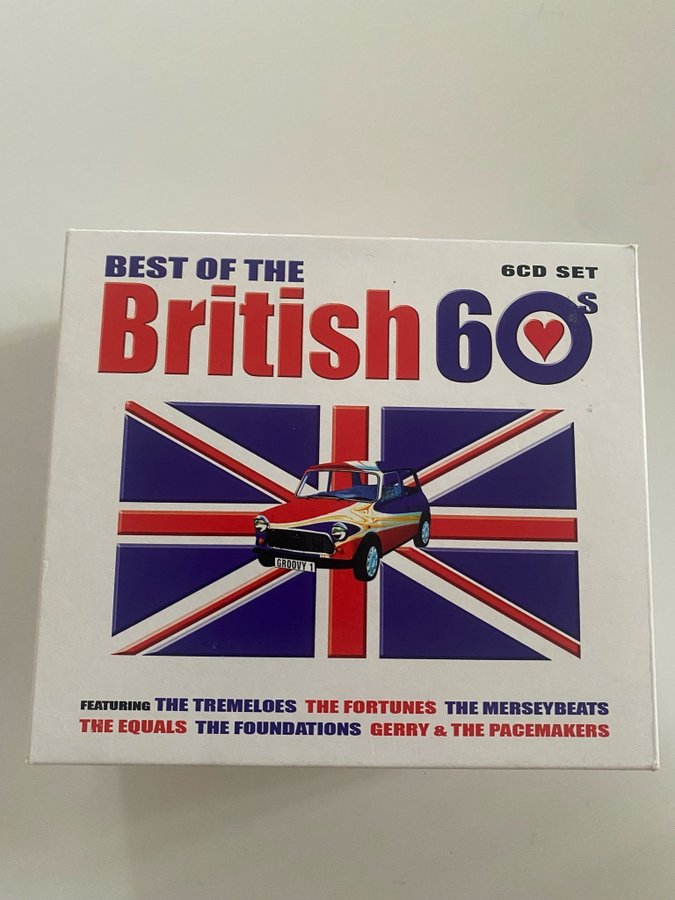 BEST OF THE
6CD SET
British 60s
GROOVY 1
FEATURING THE TREMELOES THE FORTUNES THE MERSEYBEATS
THE EQUALS THE FOUNDATIONS GERRY & THE PACEMAKERS